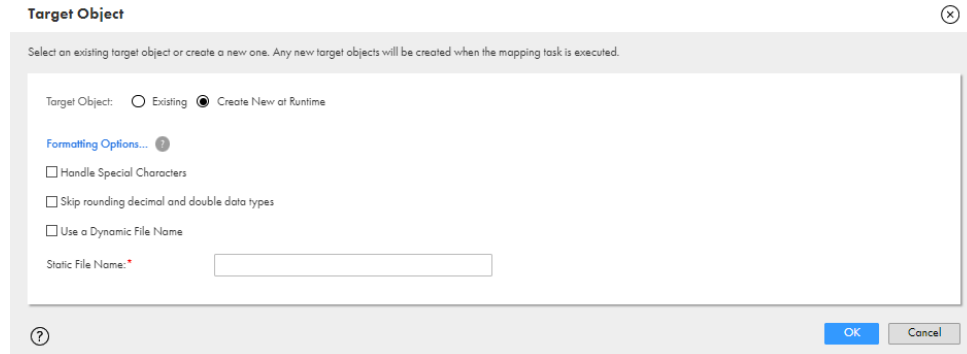 Target Object
Select an existing target object or create a new one. Any new target objects will be created when the mapping task is executed.
Target Object: Existing Create New at Runtime
Formatting Options... ?
Handle Special Characters
Skip rounding decimal and double data types
Use a Dynamic File Name
Static File Name:*
? OK Cancel